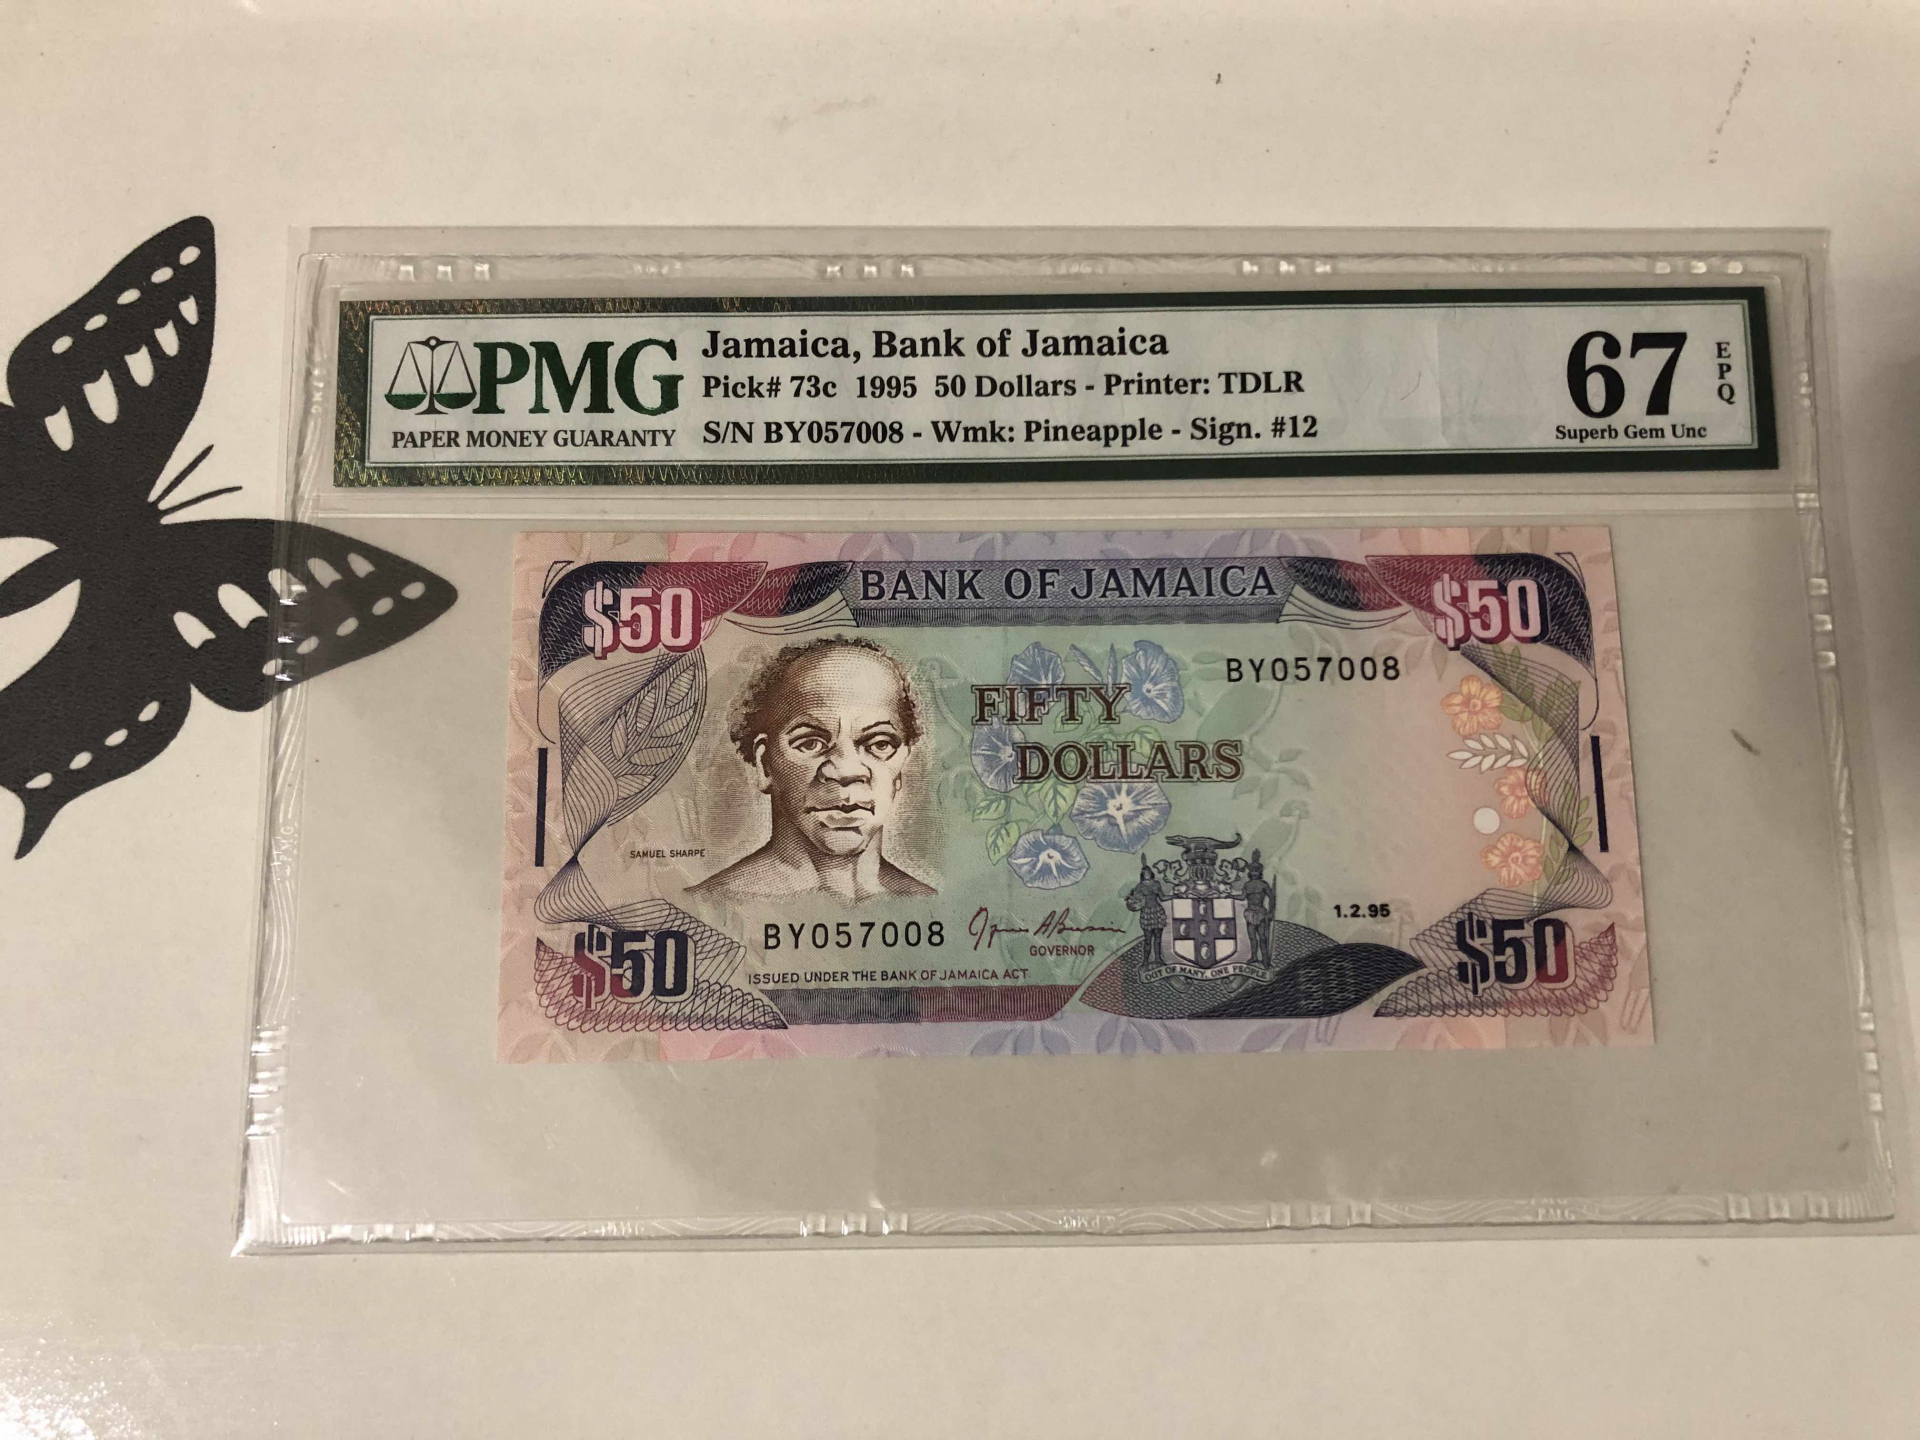 PMG
PAPER MONEY GUARANTY
Jamaica, Bank of Jamaica
Pick# 73c 1995 50 Dollars - Printer: TDLR
S/N BY057008 - Wmk: Pineapple - Sign. #12
67
EPQ
Superb Gem Unc
$50
BANK OF JAMAICA
$50
BY057008
FIFTY
DOLLARS
SAMUEL SHARPE
1.2.95
BY057008
GOVERNOR
OUT OF MANY, ONE PEOPLE
ISSUED UNDER THE BANK OF JAMAICA ACT.
$50
$50